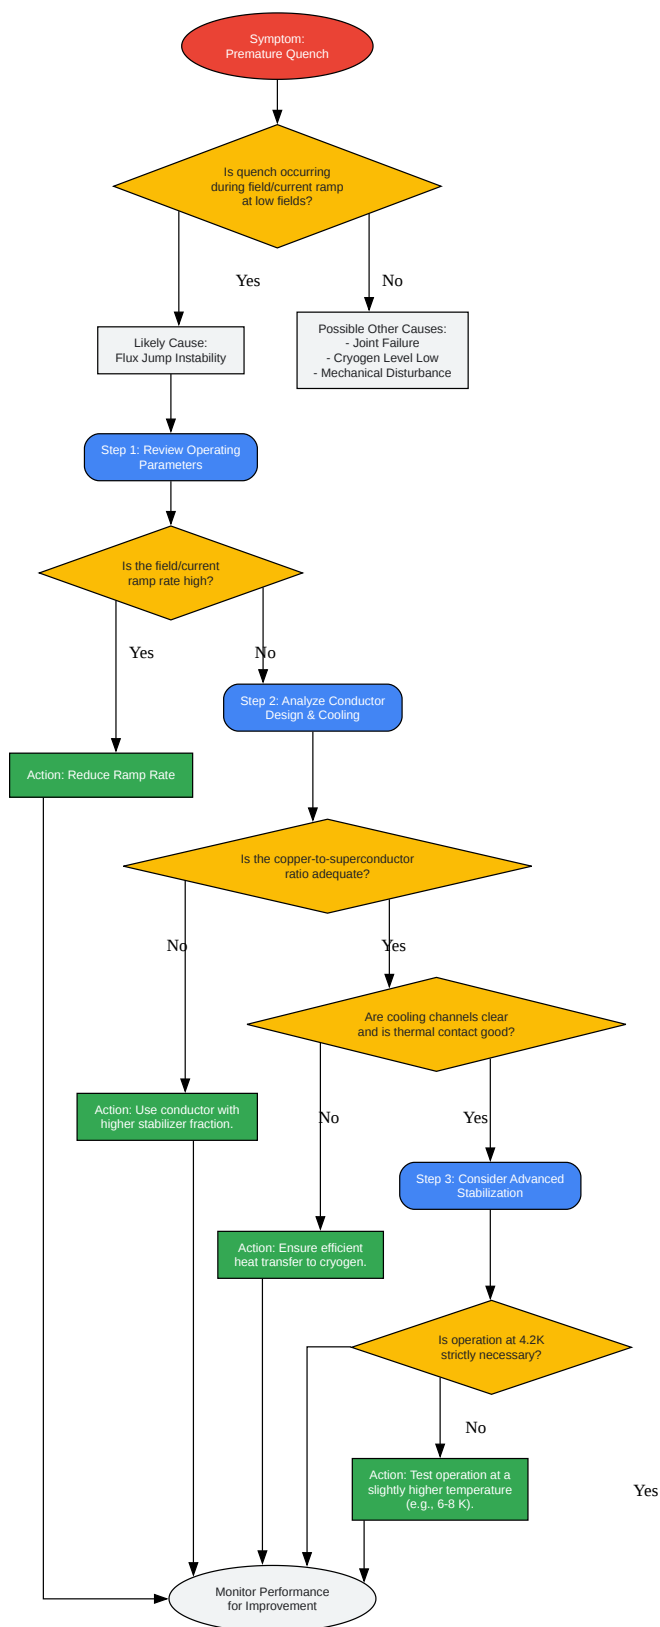 Symptom:
Premature Quench
Is quench occurring
during field/current ramp
at low fields?
Yes
No
Likely Cause:
Flux Jump Instability
Possible Other Causes:
- Joint Failure
- Cryogen Level Low
- Mechanical Disturbance
Step 1: Review Operating
Parameters
Is the field/current
ramp rate high?
Yes
No
Step 2: Analyze Conductor
Design & Cooling
Action: Reduce Ramp Rate
Is the copper-to-superconductor
ratio adequate?
No
Yes
Are cooling channels clear
and is thermal contact good?
Action: Use conductor with
higher stabilizer fraction.
No
Yes
Step 3: Consider Advanced
Stabilization
Action: Ensure efficient
heat transfer to cryogen.
Is operation at 4.2K
strictly necessary?
No
Action: Test operation at a
slightly higher temperature
(e.g., 6-8 K).
Yes
Monitor Performance
for Improvement